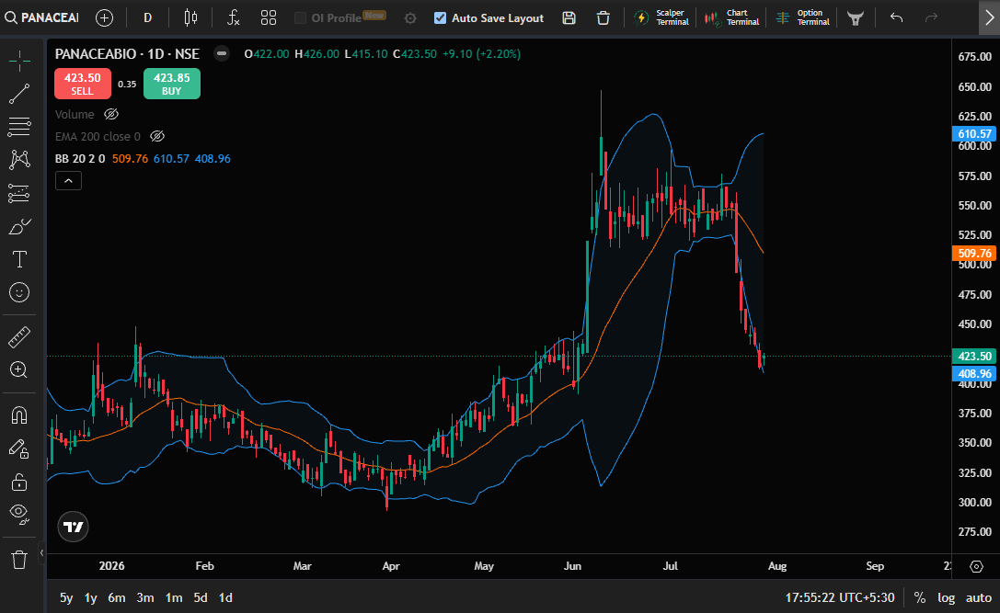 PANACEAI D OI Profile New Auto Save Layout Scalper Terminal Chart Terminal Option Terminal
PANACEABIO · 1D · NSE O422.00 H426.00 L415.10 C423.50 +9.10 (+2.20%)
423.50 SELL 0.35 423.85 BUY
Volume
EMA 200 close 0
BB 20 2 0 509.76 610.57 408.96
675.00
650.00
625.00
610.57
600.00
575.00
550.00
525.00
509.76
500.00
475.00
450.00
423.50
408.96
400.00
375.00
350.00
325.00
300.00
275.00
2026 Feb Mar Apr May Jun Jul Aug Sep
5y 1y 6m 3m 1m 5d 1d 17:55:22 UTC+5:30 % log auto